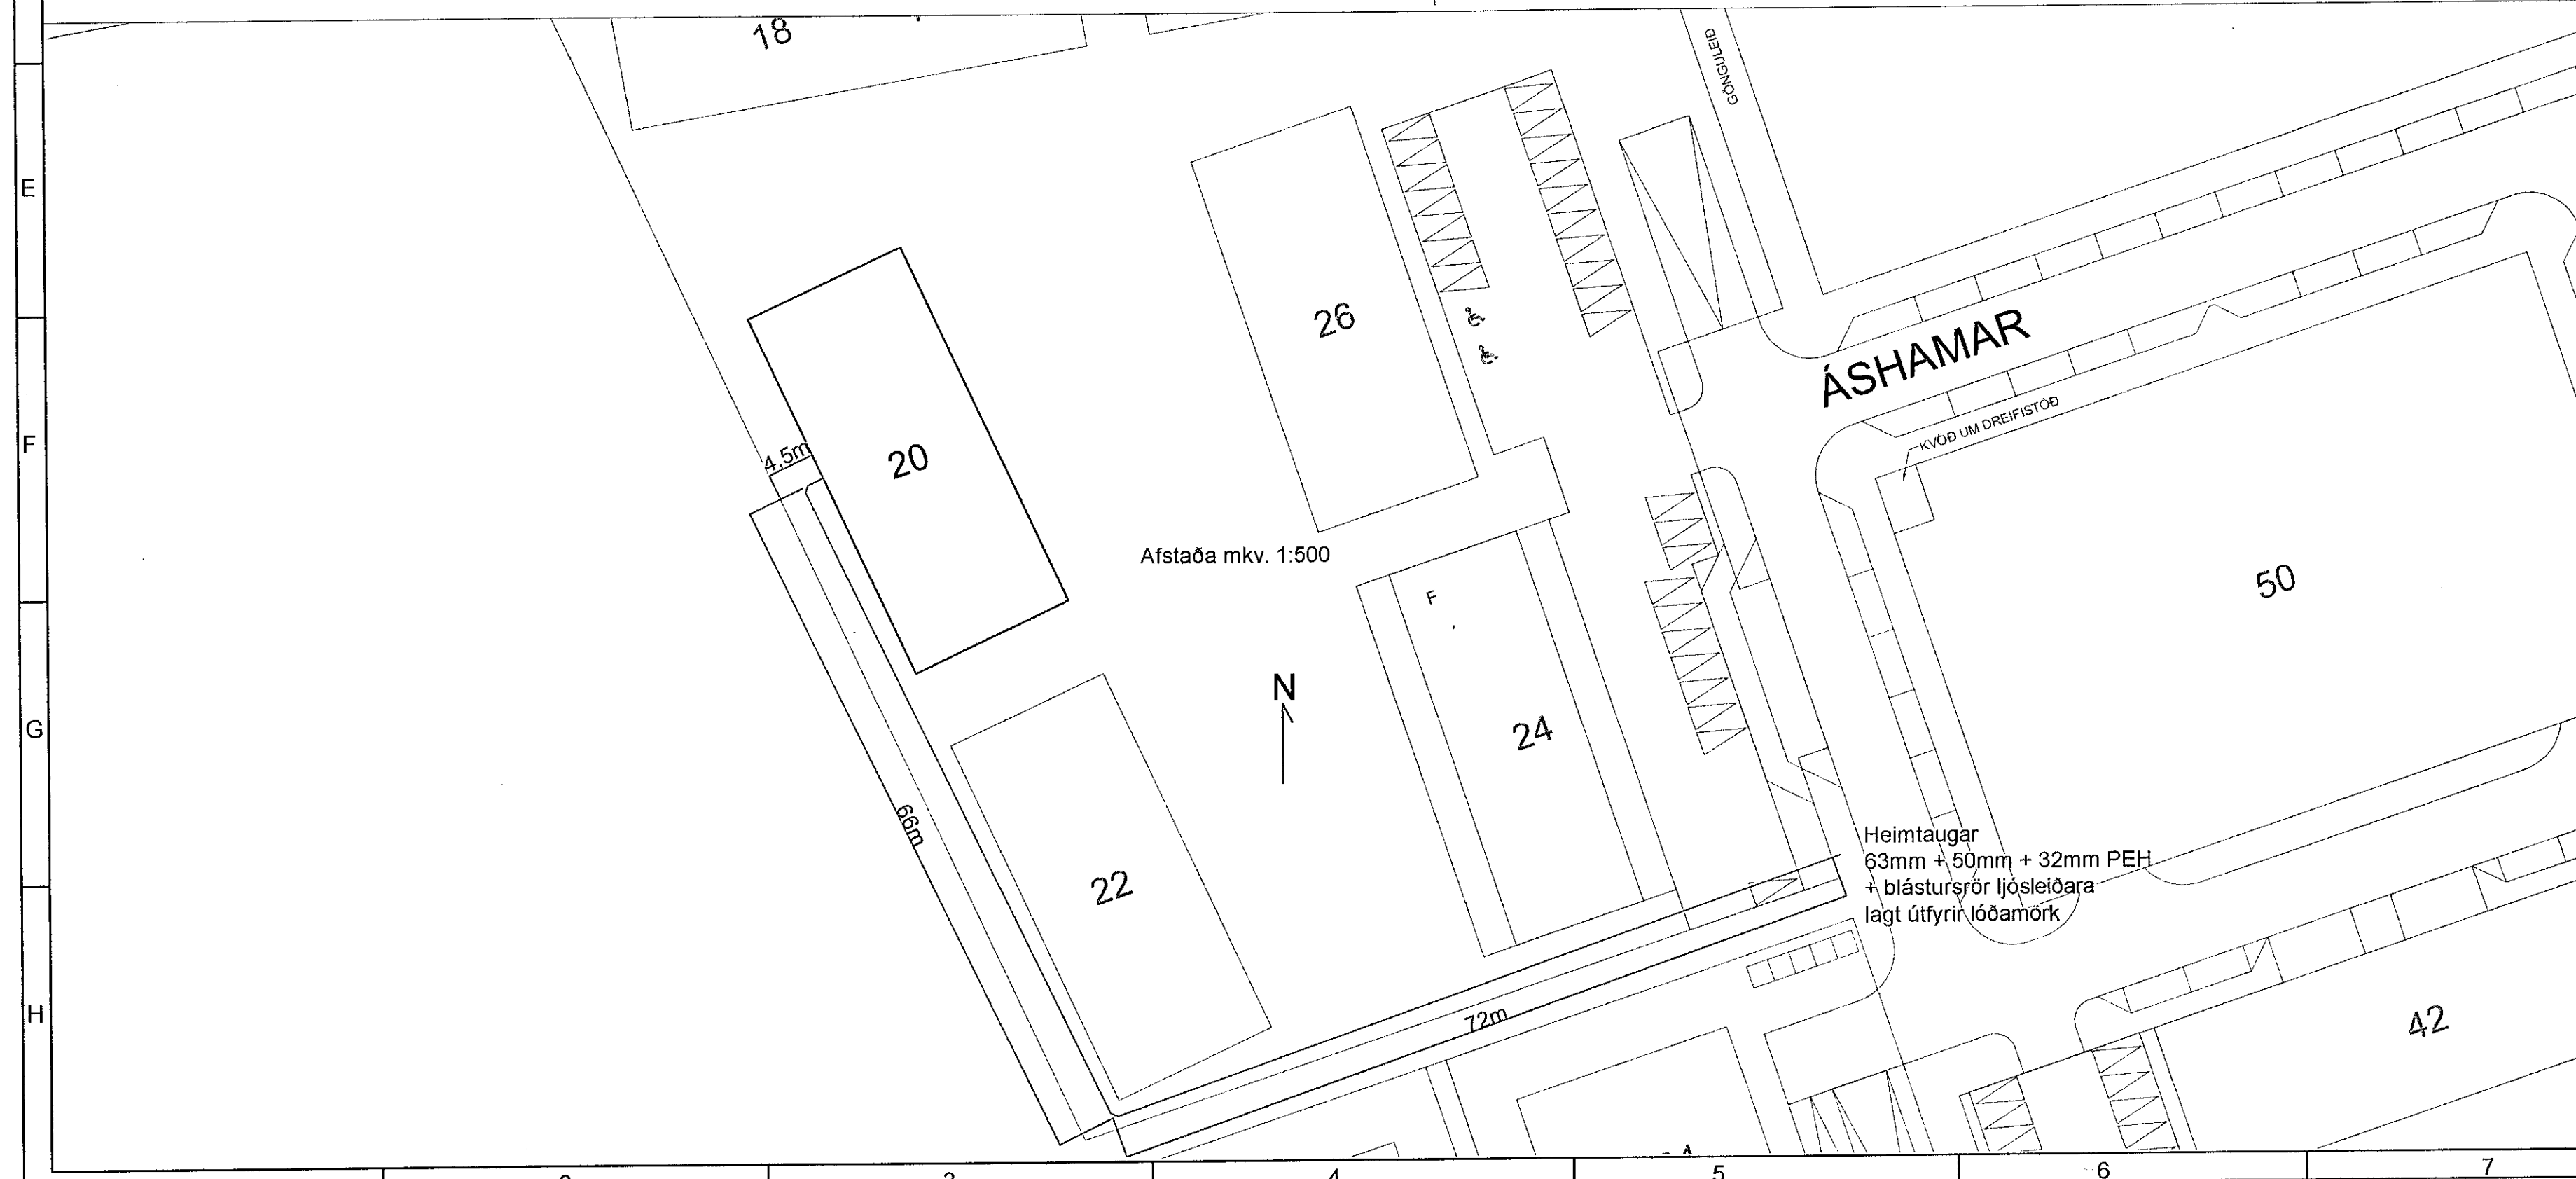 18
GÖNGULEIÐ
E
26
ÁSHAMAR
KVÖÐ UM DREIFISTÖÐ
F
4,5m
20
Afstaða mkv. 1:500
50
F
N
G
24
66m
22
Heimtaugar
63mm + 50mm + 32mm PEH
+ blástursrör ljósleiðara
lagt útfyrir lóðamörk
H
72m
42
5
6
7